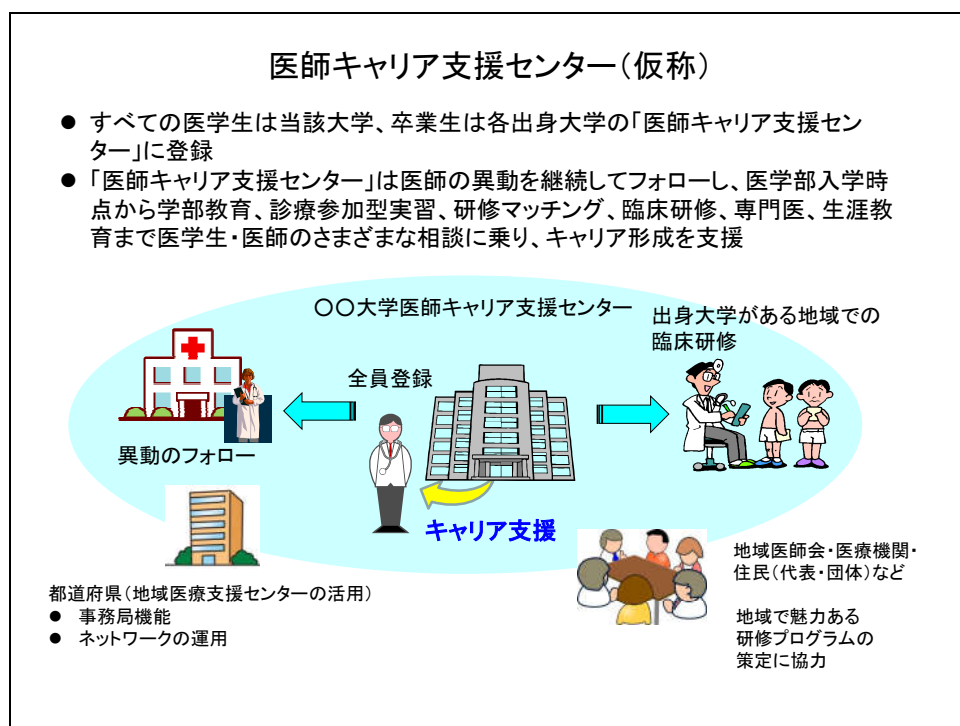 医師キャリア支援センター(仮称)
● すべての医学生は当該大学、卒業生は各出身大学の「医師キャリア支援セン
ター」に登録
● 「医師キャリア支援センター」は医師の異動を継続してフォローし、医学部入学時
点から学部教育、診療参加型実習、研修マッチング、臨床研修、専門医、生涯教
育まで医学生・医師のさまざまな相談に乗り、キャリア形成を支援
〇〇大学医師キャリア支援センター
出身大学がある地域での
臨床研修
全員登録
異動のフォロー
キャリア支援
都道府県(地域医療支援センターの活用)
● 事務局機能
● ネットワークの運用
地域医師会・医療機関・
住民(代表・団体)など
地域で魅力ある
研修プログラムの
策定に協力